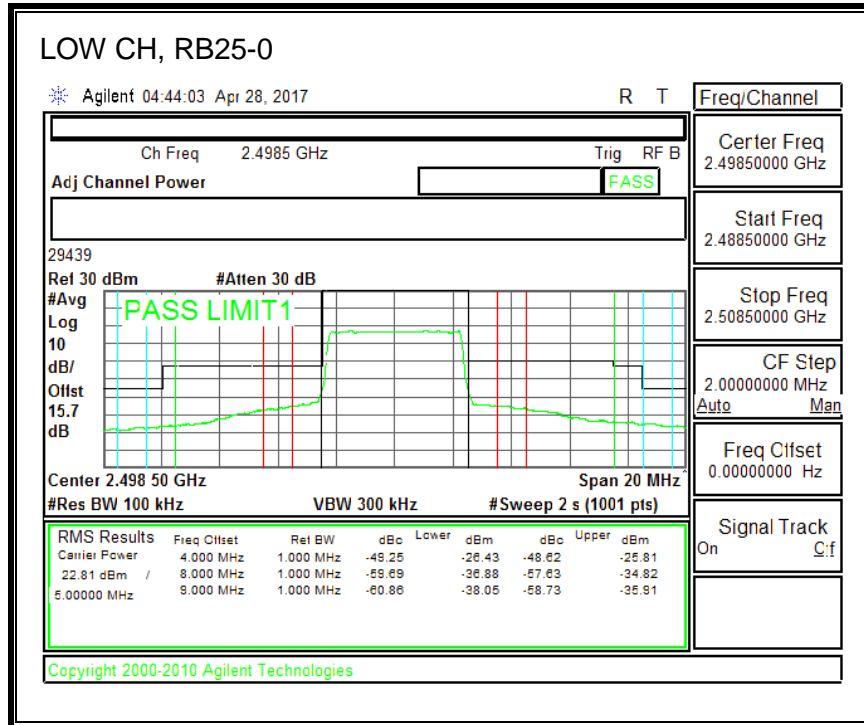 LOW CH, RB25-0
Agilent 04:44:03 Apr 28, 2017 R T
Ch Freq 2.4985 GHz Trig RF B
Adj Channel Power PASS
29439
Ref 30 dBm #Atten 30 dB
#Avg
Log
10
dB/
Offst
15.7
dB
PASS LIMIT1
Center 2.498 50 GHz Span 20 MHz
#Res BW 100 kHz VBW 300 kHz #Sweep 2 s (1001 pts)
RMS Results Freq Offset Ref BW dBc Lower dBm dBc Upper dBm
Carrier Power 4.000 MHz 1.000 MHz -49.25 -26.43 -48.62 -25.81
22.81 dBm / 8.000 MHz 1.000 MHz -59.69 -36.88 -57.63 -34.82
5.00000 MHz 9.000 MHz 1.000 MHz -60.86 -38.05 -58.73 -35.91
Copyright 2000-2010 Agilent Technologies
Freq/Channel
Center Freq
2.49850000 GHz
Start Freq
2.48850000 GHz
Stop Freq
2.50850000 GHz
CF Step
2.00000000 MHz
Auto Man
Freq Offset
0.00000000 Hz
Signal Track
On Off